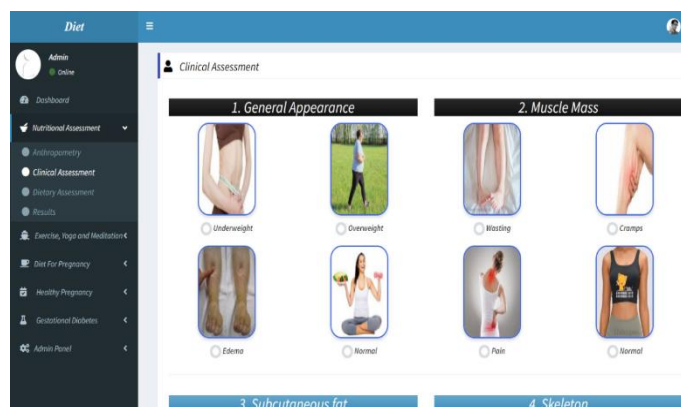 Diet
Admin
Online
Dashboard
Nutritional Assessment
Anthropometry
Clinical Assessment
Dietary Assessment
Results
Exercise, Yoga and Meditation
Diet For Pregnancy
Healthy Pregnancy
Gestational Diabetes
Admin Panel
Clinical Assessment
1. General Appearance
Underweight
Overweight
Edema
Normal
2. Muscle Mass
Wasting
Cramps
Pain
Normal
3. Subcutaneous fat
4. Skeleton